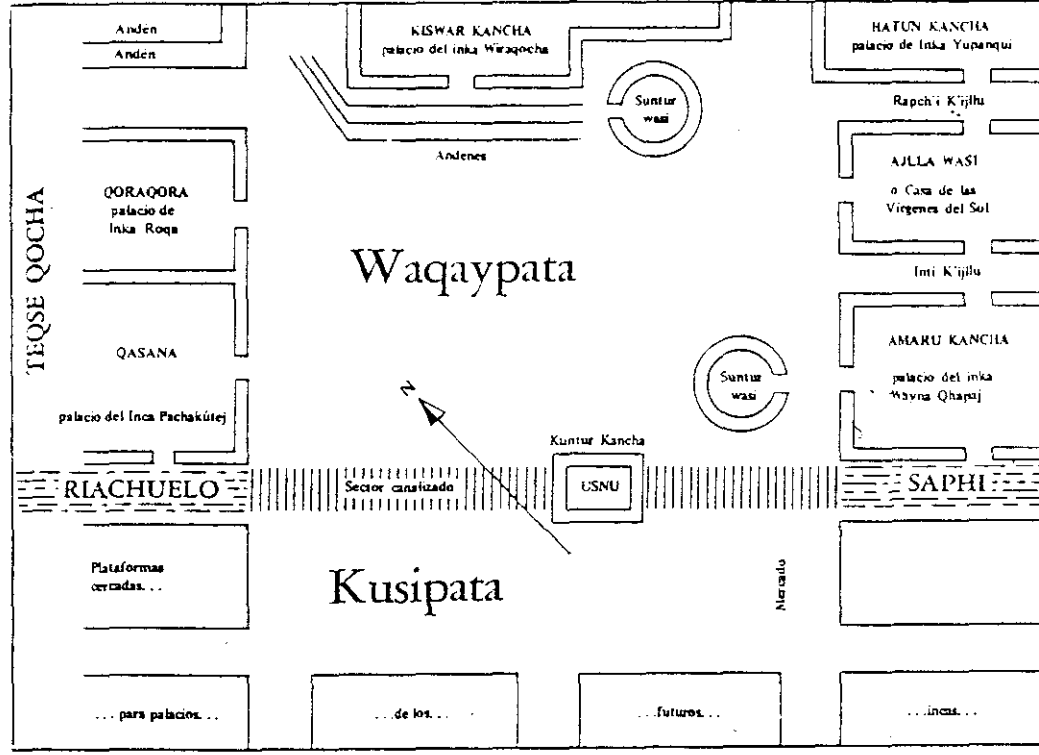 Andén
Andén
KISWAR KANCHA
palacio del inka Wiraqocha
HATUN KANCHA
palacio de Inka Yupanqui
Suntur
wasi
Rapch'i K'ijllu
Andenes
AJLLA WASI
o Casa de las
Vírgenes del Sol
TEQSE QOCHA
QORAQORA
palacio de
Inka Roqa
Waqaypata
Inti K'ijllu
QASANA
palacio del Inca Pachakútej
Suntur
wasi
AMARU KANCHA
palacio del inka
Wayna Qhapaj
N
Kuntur Kancha
RIACHUELO
Sector canalizado
USNU
SAPHI
Plataformas
cercadas...
Kusipata
Mercado
...para palacios...
...de los...
...futuros...
...incas...